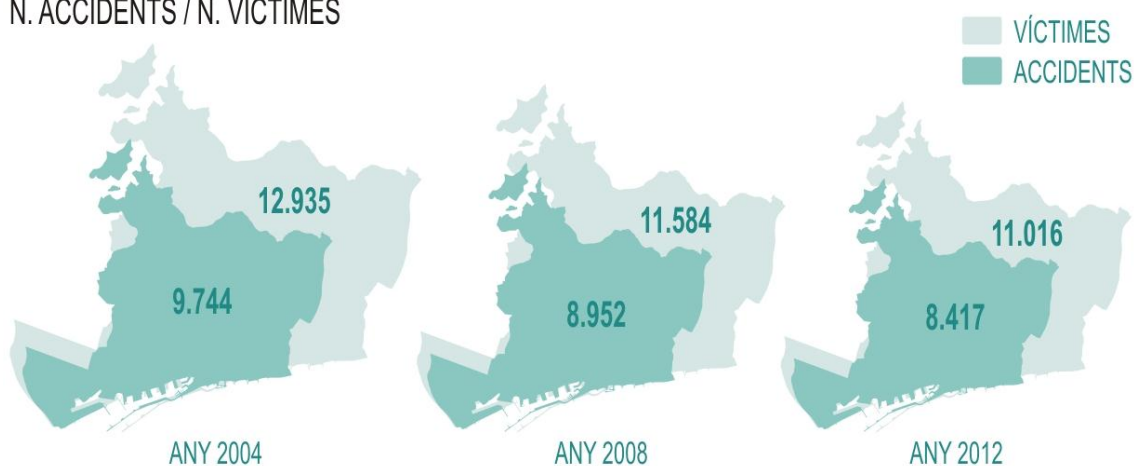 N. ACCIDENTS / N. VÍCTIMES
VÍCTIMES
ACCIDENTS
12.935
9.744
ANY 2004
11.584
8.952
ANY 2008
11.016
8.417
ANY 2012